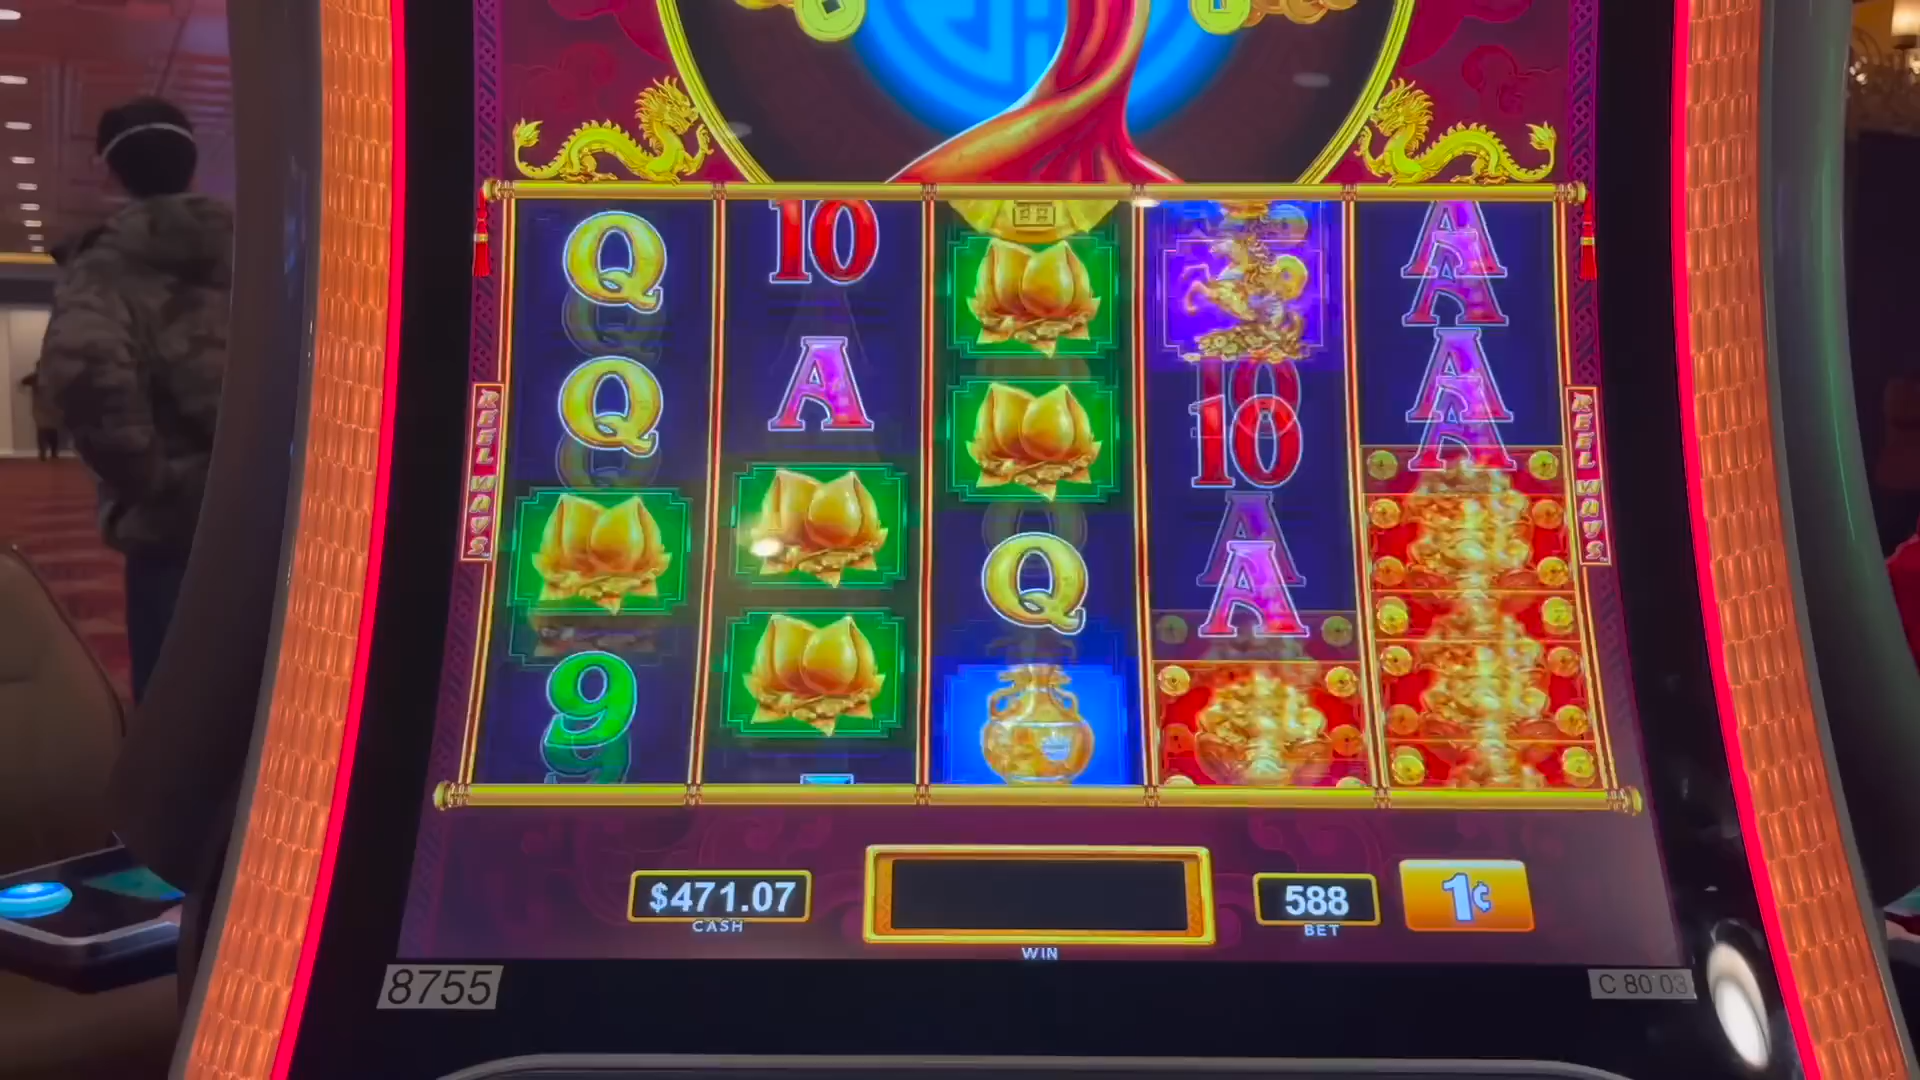 Q 10 A
Q A 10 A
Q A
9
REEL WAYS
REEL WAYS
$471.07 588 1¢
CASH BET
WIN
8755 C 80 03